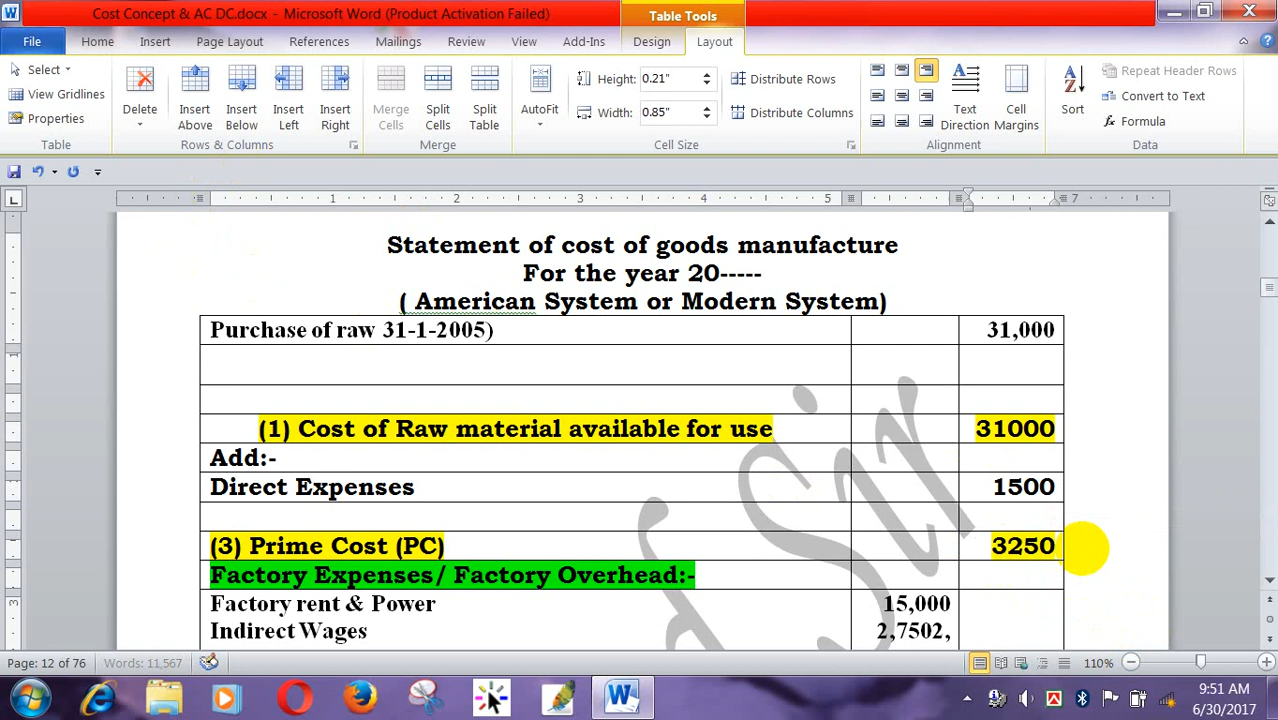 Cost Concept & AC DC.docx - Microsoft Word (Product Activation Failed)
Table Tools
File Home Insert Page Layout References Mailings Review View Add-Ins Design Layout
Select
View Gridlines
Properties
Table
Delete
Insert Above
Insert Below
Insert Left
Insert Right
Rows & Columns
Merge Cells
Split Cells
Split Table
Merge
AutoFit
Height: 0.21"
Width: 0.85"
Distribute Rows
Distribute Columns
Cell Size
Text Direction
Cell Margins
Alignment
Sort
Repeat Header Rows
Convert to Text
Formula
Data
1 2 3 4 5 7
Statement of cost of goods manufacture
For the year 20-----
( American System or Modern System)
Purchase of raw 31-1-2005) 31,000
(1) Cost of Raw material available for use 31000
Add:-
Direct Expenses 1500
(3) Prime Cost (PC) 3250
Factory Expenses/ Factory Overhead:-
Factory rent & Power 15,000
Indirect Wages 2,7502,
Sir
Page: 12 of 76 Words: 11,567 110%
9:51 AM
6/30/2017